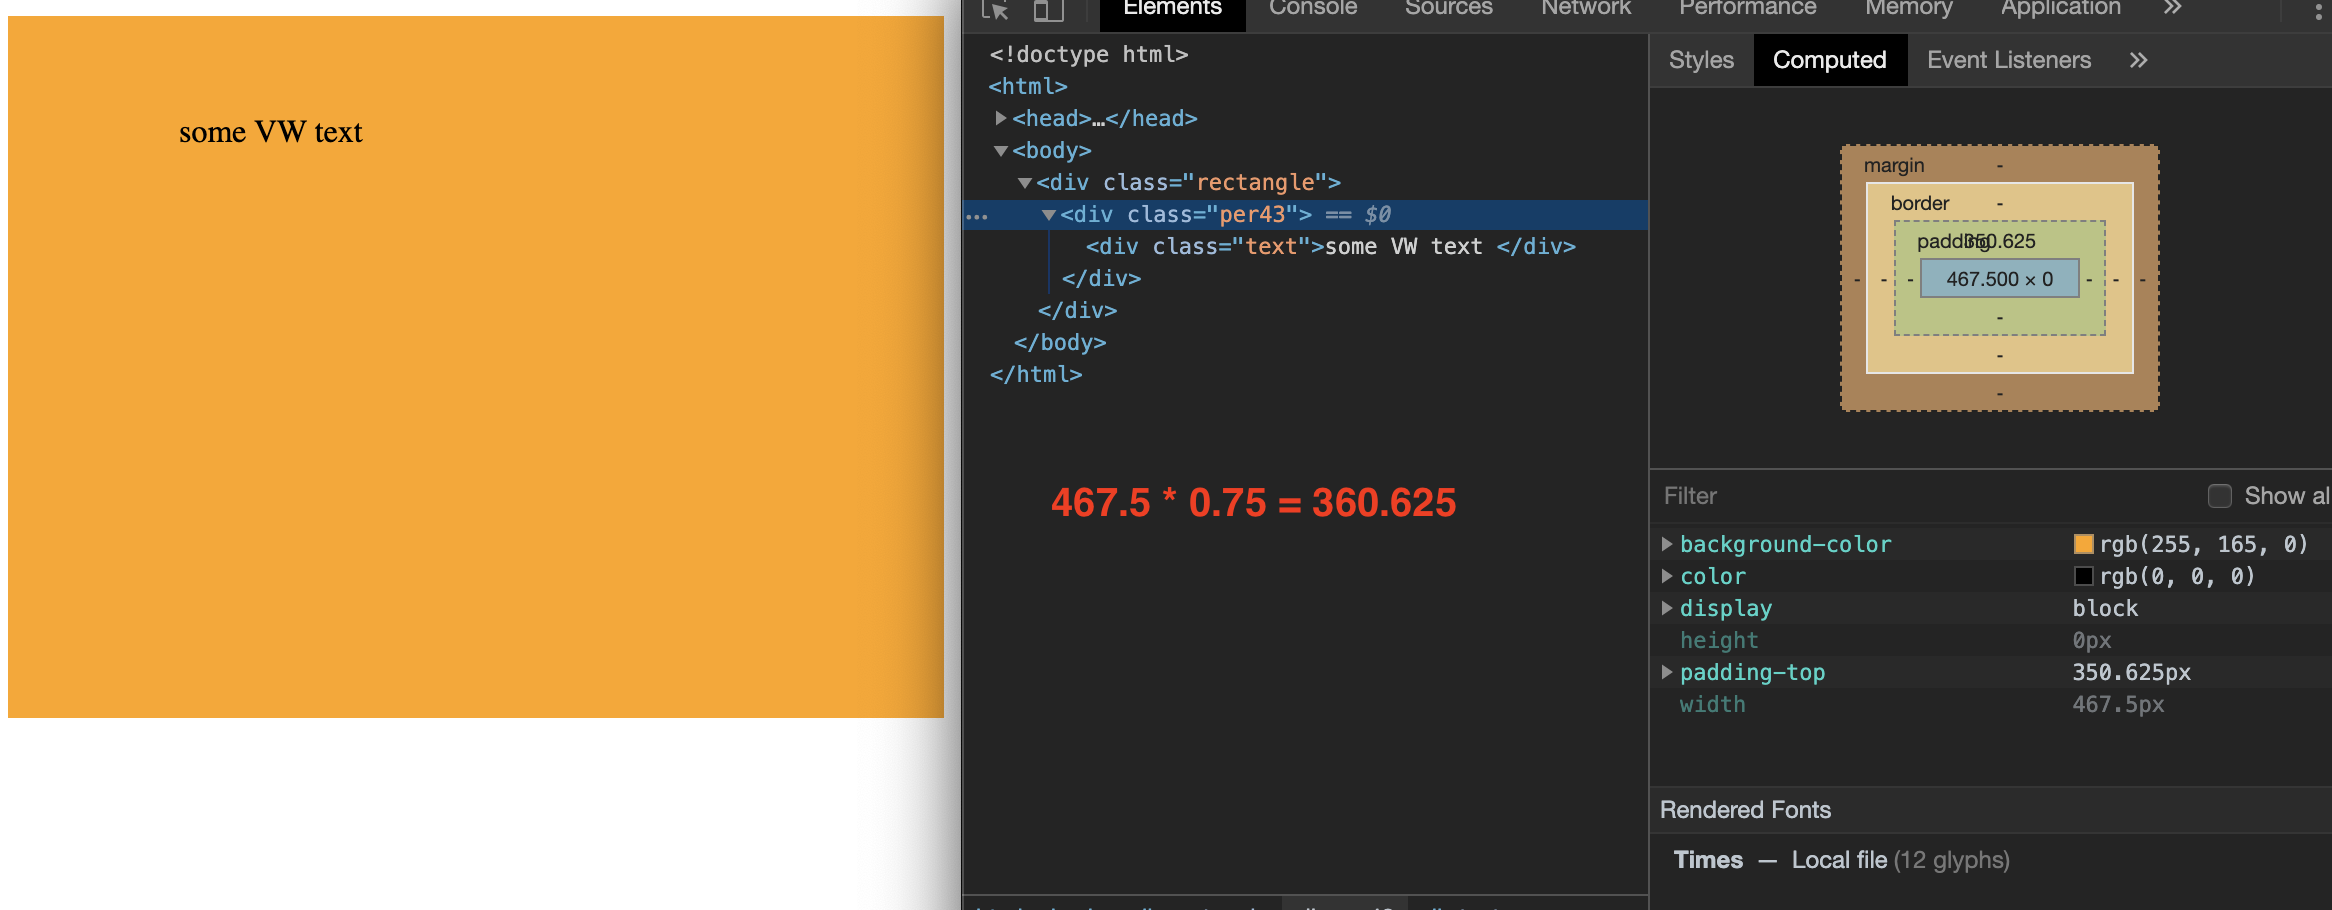 some VW text
Elements Console Sources Network Performance Memory Application »
<!doctype html>
<html>
<head>…</head>
<body>
<div class="rectangle">
… <div class="per43"> == $0
<div class="text">some VW text </div>
</div>
</div>
</body>
</html>
467.5 * 0.75 = 360.625
Styles Computed Event Listeners »
margin -
border -
padding 350.625
- - - 467.500 × 0 - - -
-
-
-
Filter Show al
background-color rgb(255, 165, 0)
color rgb(0, 0, 0)
display block
height 0px
padding-top 350.625px
width 467.5px
Rendered Fonts
Times — Local file (12 glyphs)